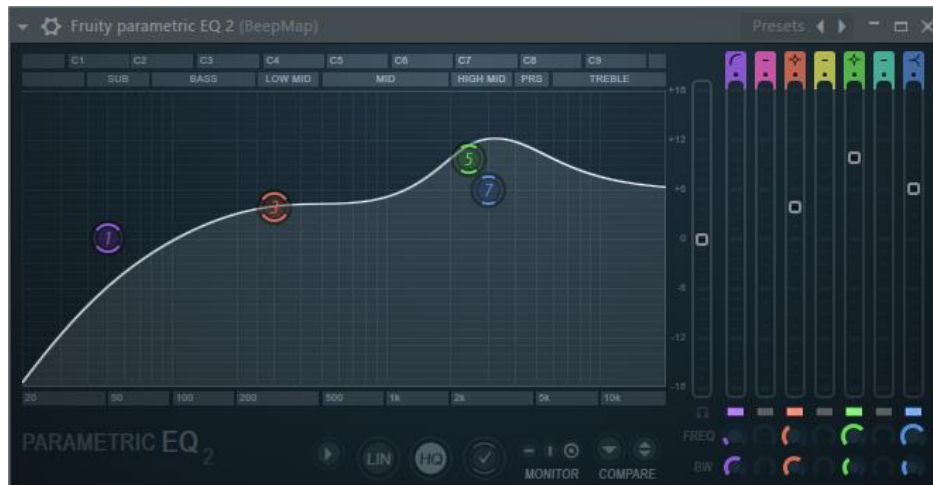 Fruity parametric EQ 2 (BeepMap) Presets
C1 C2 C3 C4 C5 C6 C7 C8 C9
SUB BASS LOW MID MID HIGH MID PRS TREBLE
+18
+12
+6
0
-6
-12
-18
1 3 5 7
20 50 100 200 500 1k 2k 5k 10k
FREQ
PARAMETRIC EQ 2
LIN HQ
MONITOR COMPARE
BW